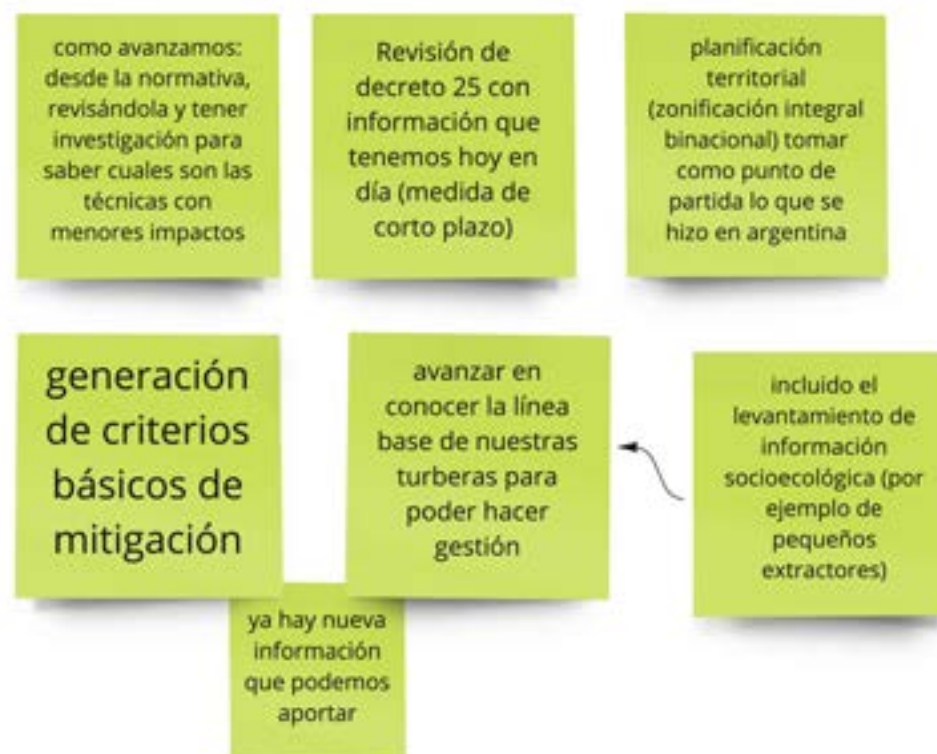 como avanzamos:
desde la normativa,
revisándola y tener
investigación para
saber cuales son las
técnicas con
menores impactos
Revisión de
decreto 25 con
información que
tenemos hoy en
día (medida de
corto plazo)
planificación
territorial
(zonificación integral
binacional) tomar
como punto de
partida lo que se
hizo en argentina
generación
de criterios
básicos de
mitigación
avanzar en
conocer la línea
base de nuestras
turberas para
poder hacer
gestión
incluido el
levantamiento de
información
socioecológica (por
ejemplo de
pequeños
extractores)
ya hay nueva
información
que podemos
aportar